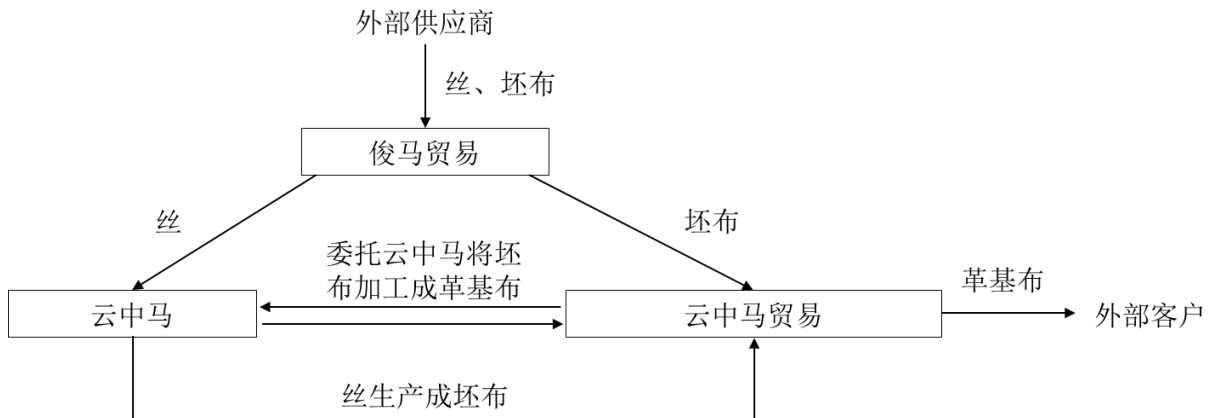 外部供应商
丝、坯布
俊马贸易
丝
坯布
委托云中马将坯
布加工成革基布
革基布
云中马
云中马贸易
外部客户
丝生产成坯布